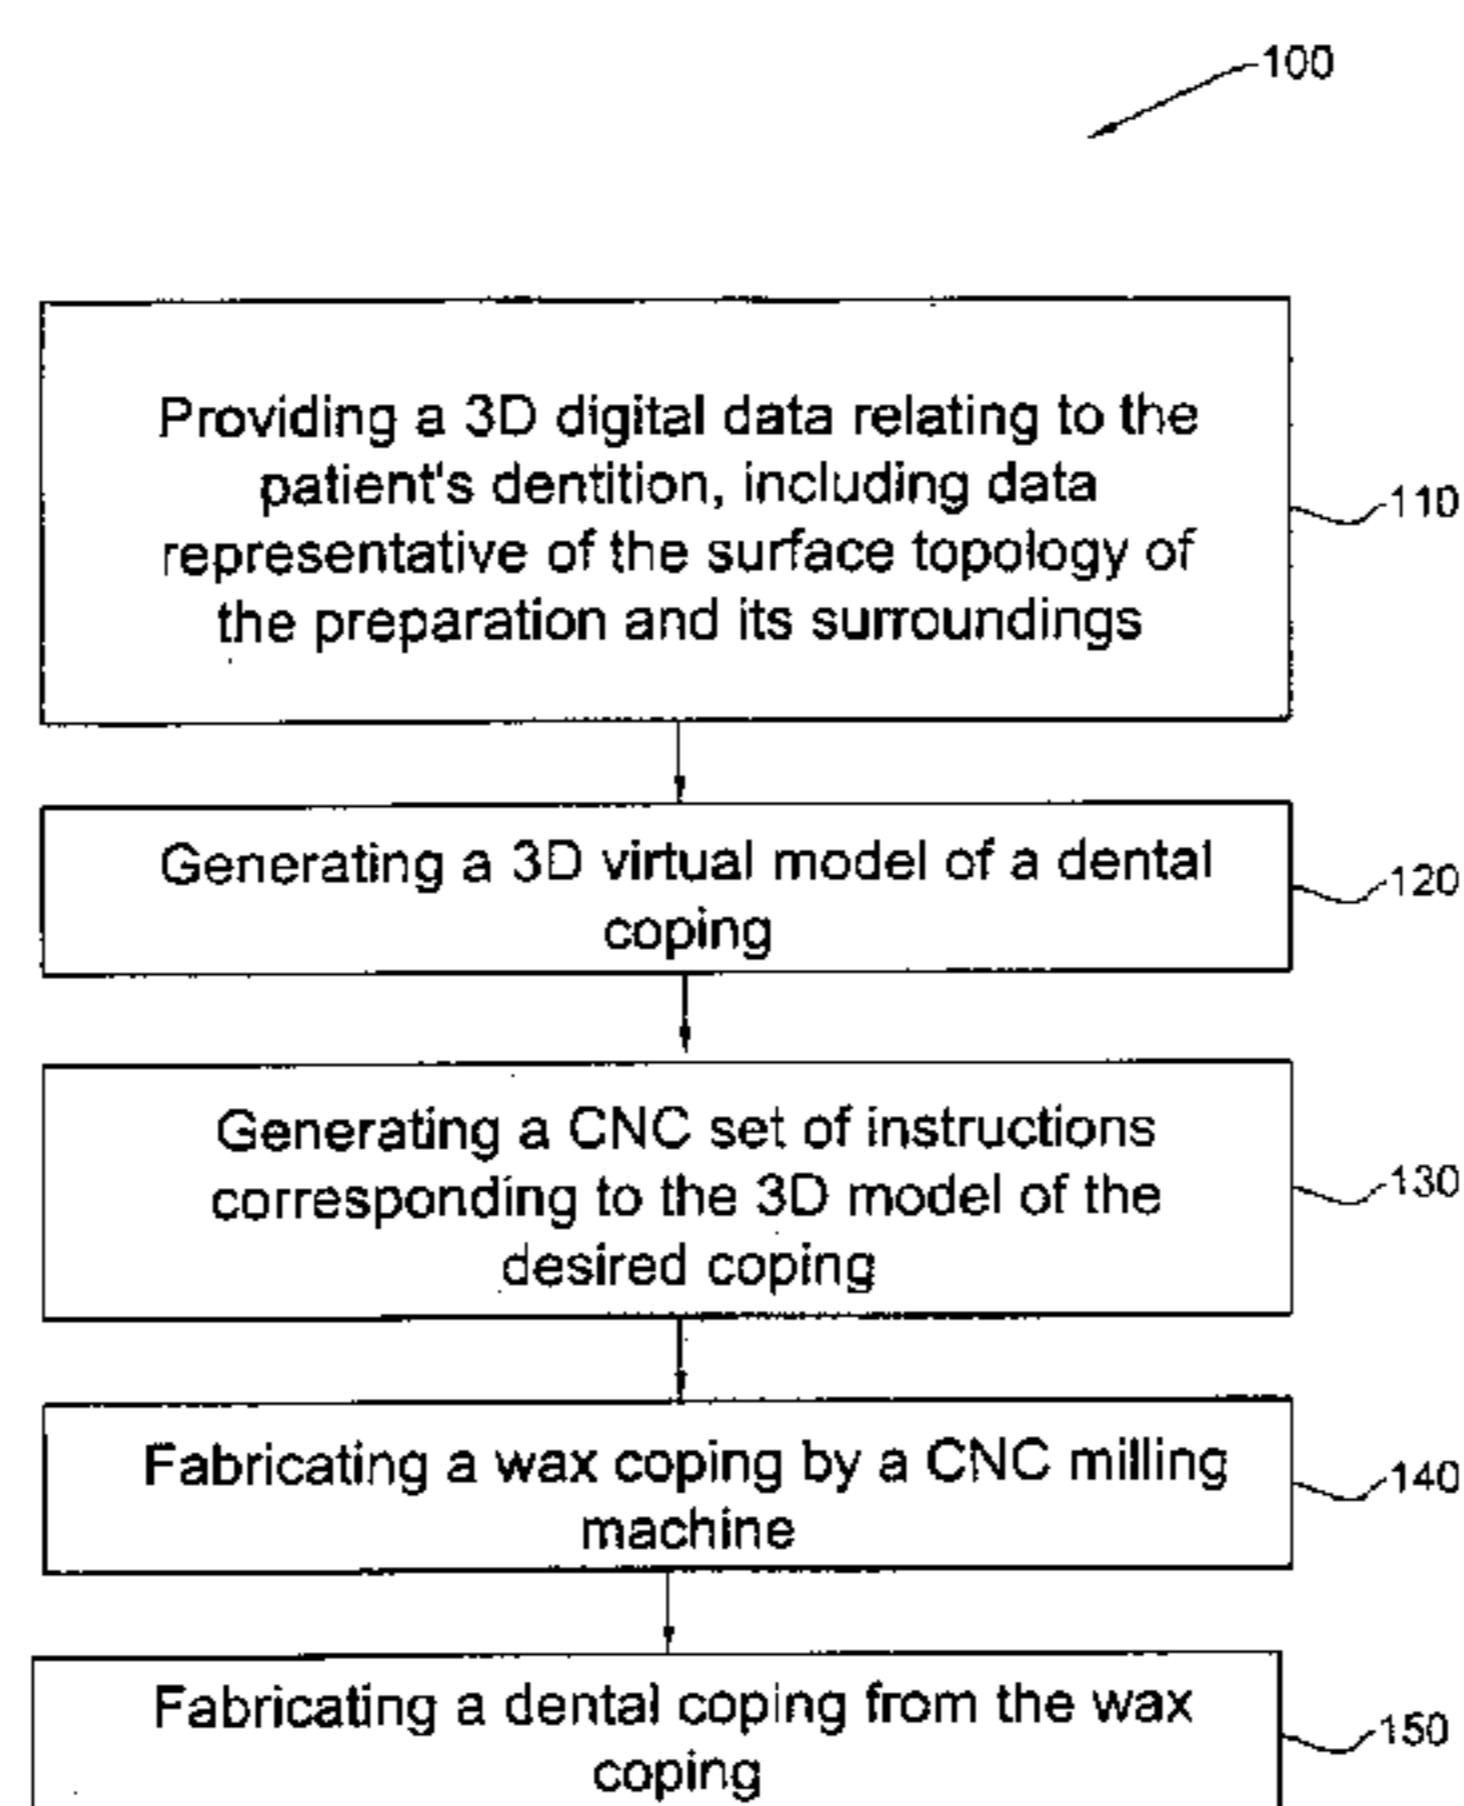 100
Providing a 3D digital data relating to the
patient's dentition, including data
representative of the surface topology of
the preparation and its surroundings
110
Generating a 3D virtual model of a dental
coping
120
Generating a CNC set of instructions
corresponding to the 3D model of the
desired coping
130
Fabricating a wax coping by a CNC milling
machine
140
Fabricating a dental coping from the wax
coping
150